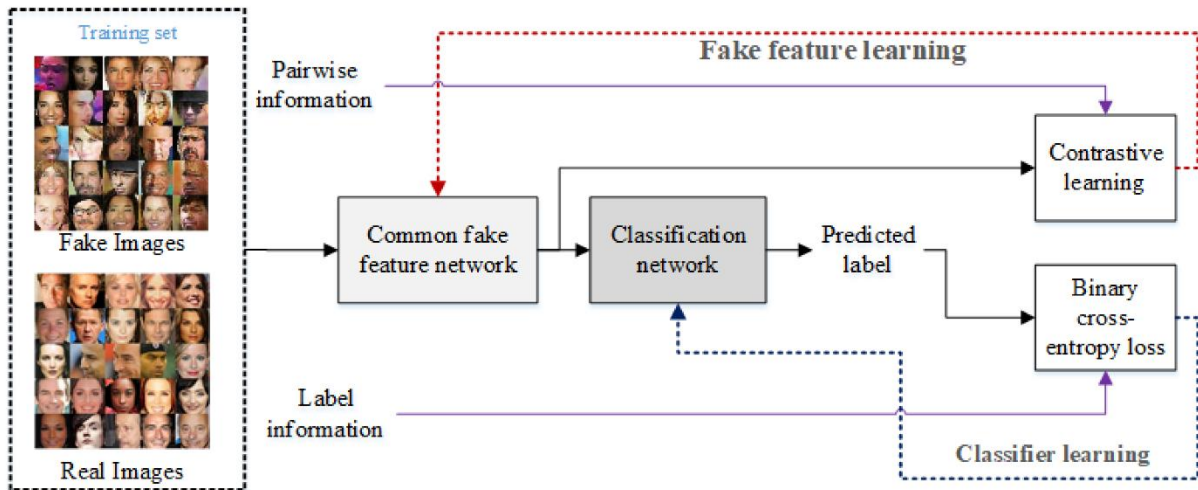 Training set
Fake Images
Real Images
Pairwise
information
Fake feature learning
Common fake
feature network
Classification
network
Predicted
label
Contrastive
learning
Binary
cross-
entropy loss
Label
information
Classifier learning